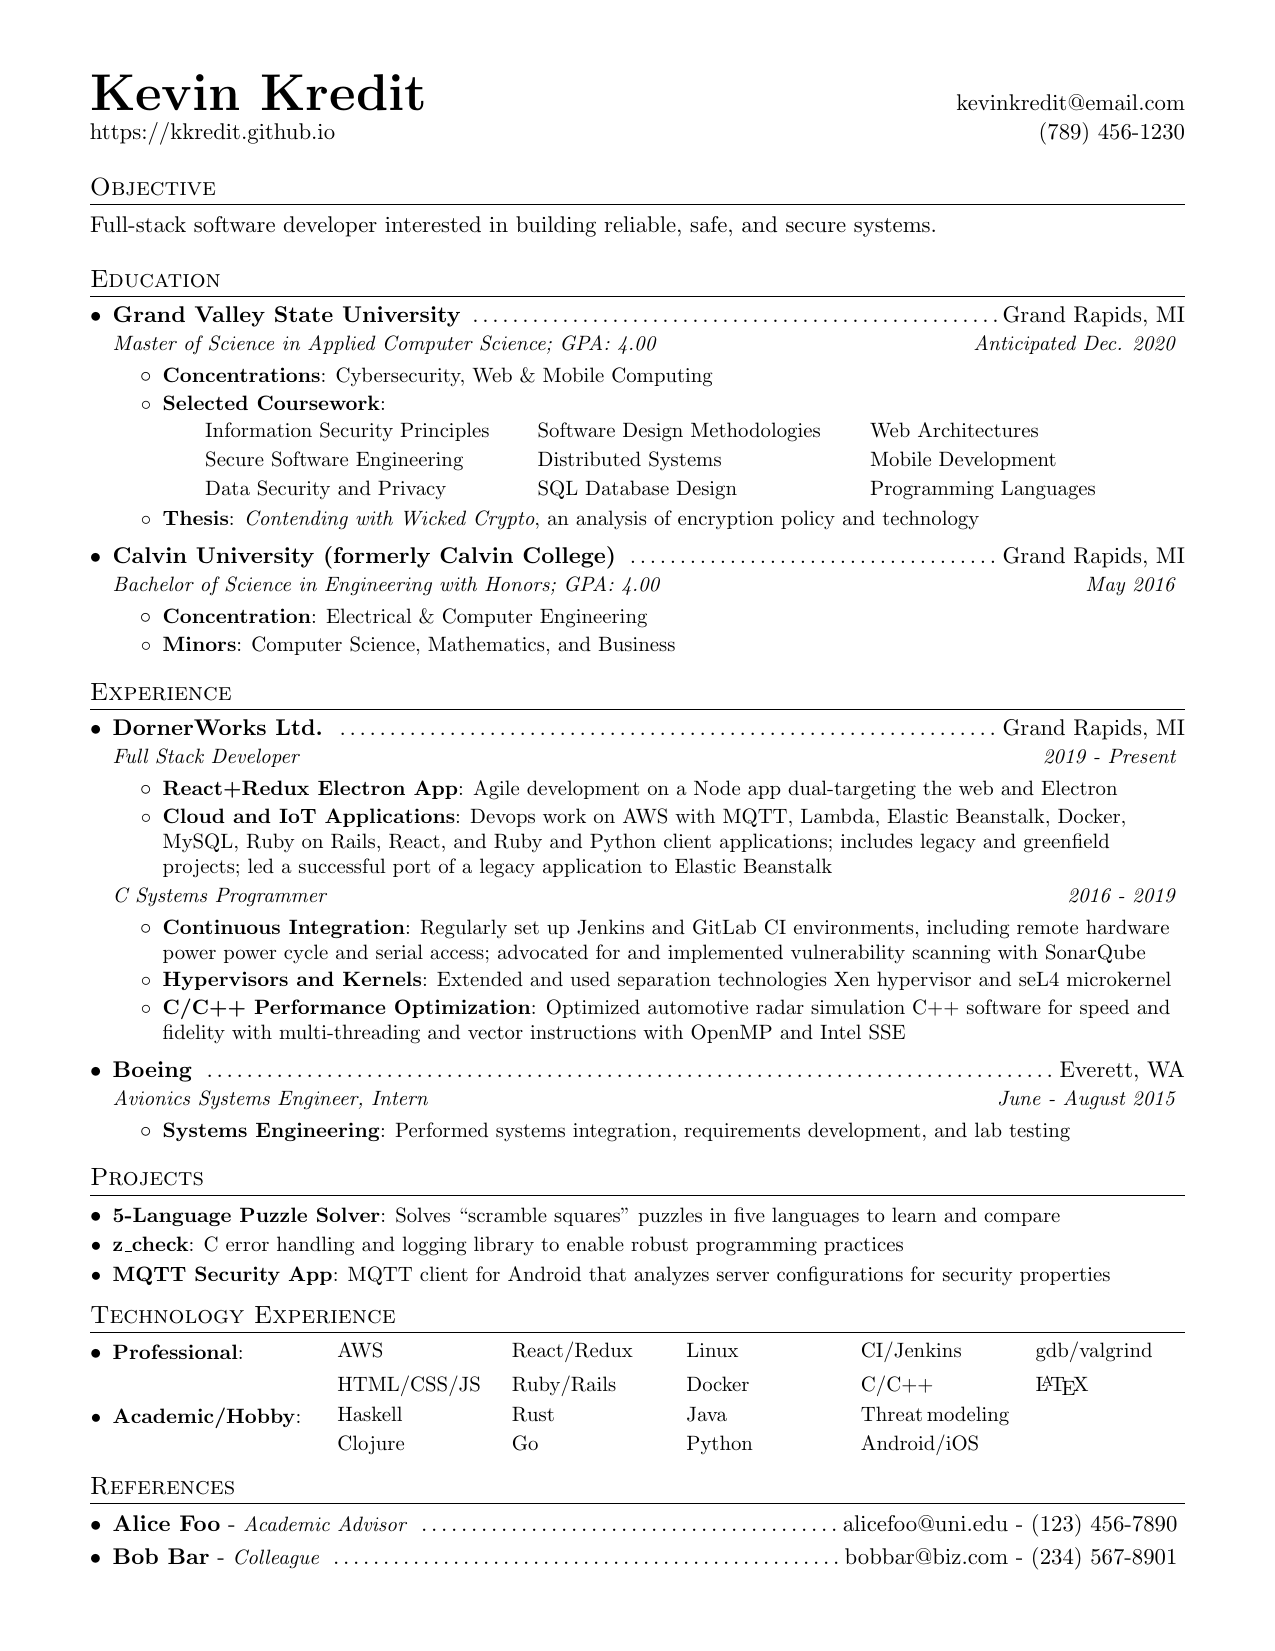 Kevin Kredit
kevinkredit@email.com
https://kkredit.github.io
(789) 456-1230
Objective
Full-stack software developer interested in building reliable, safe, and secure systems.
Education
• Grand Valley State University ..................................................... Grand Rapids, MI
Master of Science in Applied Computer Science; GPA: 4.00 Anticipated Dec. 2020
◦ Concentrations: Cybersecurity, Web & Mobile Computing
◦ Selected Coursework:
Information Security Principles Software Design Methodologies Web Architectures
Secure Software Engineering Distributed Systems Mobile Development
Data Security and Privacy SQL Database Design Programming Languages
◦ Thesis: Contending with Wicked Crypto, an analysis of encryption policy and technology
• Calvin University (formerly Calvin College) ..................................... Grand Rapids, MI
Bachelor of Science in Engineering with Honors; GPA: 4.00 May 2016
◦ Concentration: Electrical & Computer Engineering
◦ Minors: Computer Science, Mathematics, and Business
Experience
• DornerWorks Ltd. .................................................................. Grand Rapids, MI
Full Stack Developer 2019 - Present
◦ React+Redux Electron App: Agile development on a Node app dual-targeting the web and Electron
◦ Cloud and IoT Applications: Devops work on AWS with MQTT, Lambda, Elastic Beanstalk, Docker,
MySQL, Ruby on Rails, React, and Ruby and Python client applications; includes legacy and greenfield
projects; led a successful port of a legacy application to Elastic Beanstalk
C Systems Programmer 2016 - 2019
◦ Continuous Integration: Regularly set up Jenkins and GitLab CI environments, including remote hardware
power power cycle and serial access; advocated for and implemented vulnerability scanning with SonarQube
◦ Hypervisors and Kernels: Extended and used separation technologies Xen hypervisor and seL4 microkernel
◦ C/C++ Performance Optimization: Optimized automotive radar simulation C++ software for speed and
fidelity with multi-threading and vector instructions with OpenMP and Intel SSE
• Boeing ..................................................................................... Everett, WA
Avionics Systems Engineer, Intern June - August 2015
◦ Systems Engineering: Performed systems integration, requirements development, and lab testing
Projects
• 5-Language Puzzle Solver: Solves “scramble squares” puzzles in five languages to learn and compare
• z_check: C error handling and logging library to enable robust programming practices
• MQTT Security App: MQTT client for Android that analyzes server configurations for security properties
Technology Experience
• Professional: AWS React/Redux Linux CI/Jenkins gdb/valgrind
HTML/CSS/JS Ruby/Rails Docker C/C++ LATEX
• Academic/Hobby: Haskell Rust Java Threat modeling
Clojure Go Python Android/iOS
References
• Alice Foo - Academic Advisor .......................................... alicefoo@uni.edu - (123) 456-7890
• Bob Bar - Colleague ................................................... bobbar@biz.com - (234) 567-8901